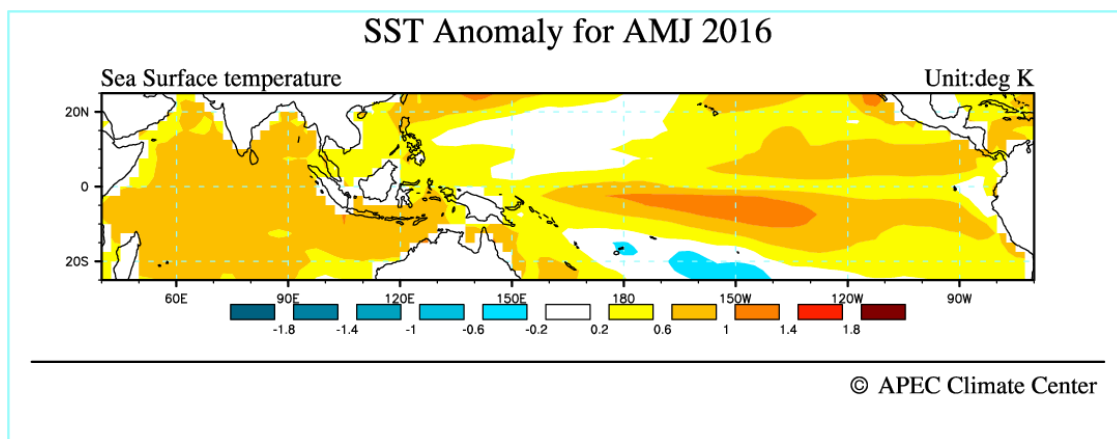 SST Anomaly for AMJ 2016
Sea Surface temperature Unit:deg K
20N
0
20S
60E 90E 120E 150E 180 150W 120W 90W
-1.8 -1.4 -1 -0.6 -0.2 0.2 0.6 1 1.4 1.8
© APEC Climate Center